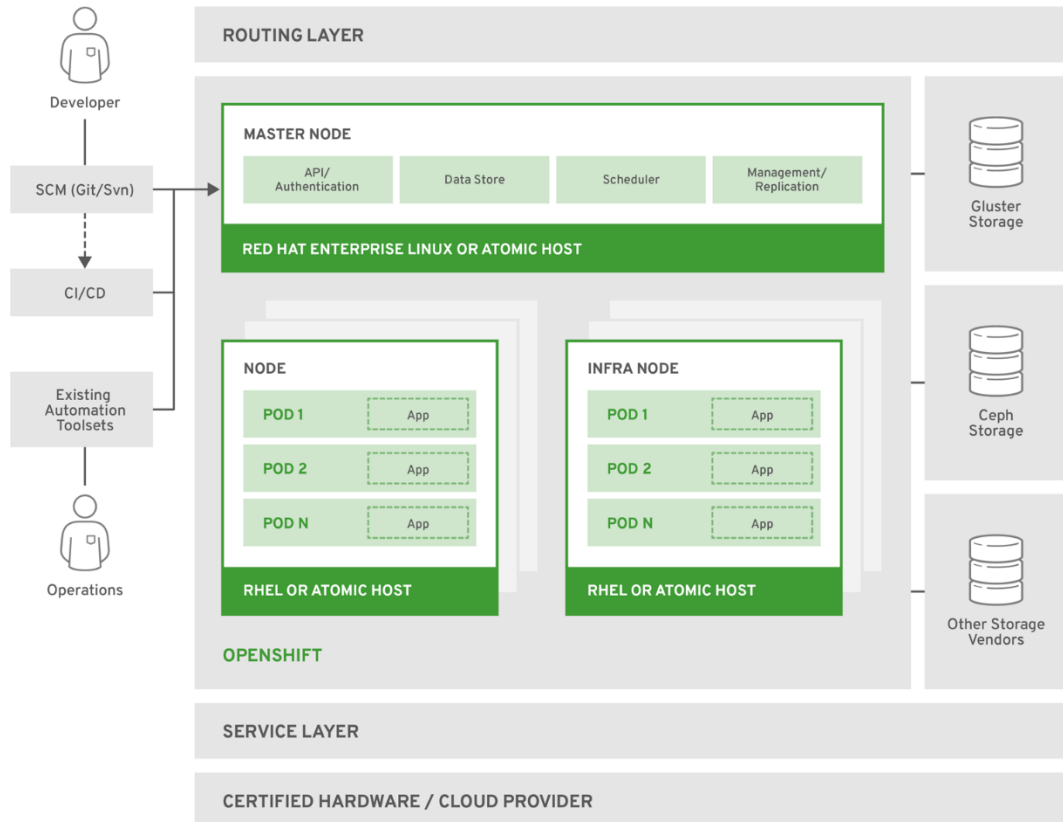 Developer
SCM (Git/Svn)
CI/CD
Existing
Automation
Toolsets
Operations
ROUTING LAYER
MASTER NODE
API/
Authentication
Data Store
Scheduler
Management/
Replication
RED HAT ENTERPRISE LINUX OR ATOMIC HOST
NODE
POD 1
App
POD 2
App
POD N
App
RHEL OR ATOMIC HOST
INFRA NODE
POD 1
App
POD 2
App
POD N
App
RHEL OR ATOMIC HOST
OPENSHIFT
Gluster
Storage
Ceph
Storage
Other Storage
Vendors
SERVICE LAYER
CERTIFIED HARDWARE / CLOUD PROVIDER